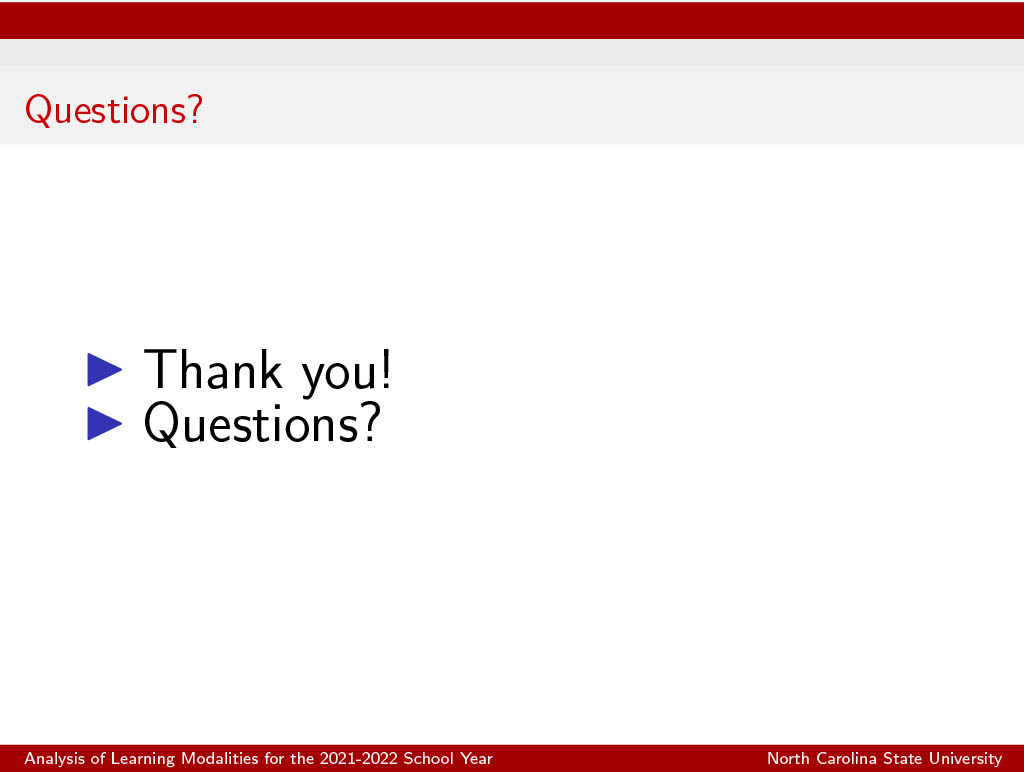 Questions?
Thank you!
Questions?
Analysis of Learning Modalities for the 2021-2022 School Year
North Carolina State University